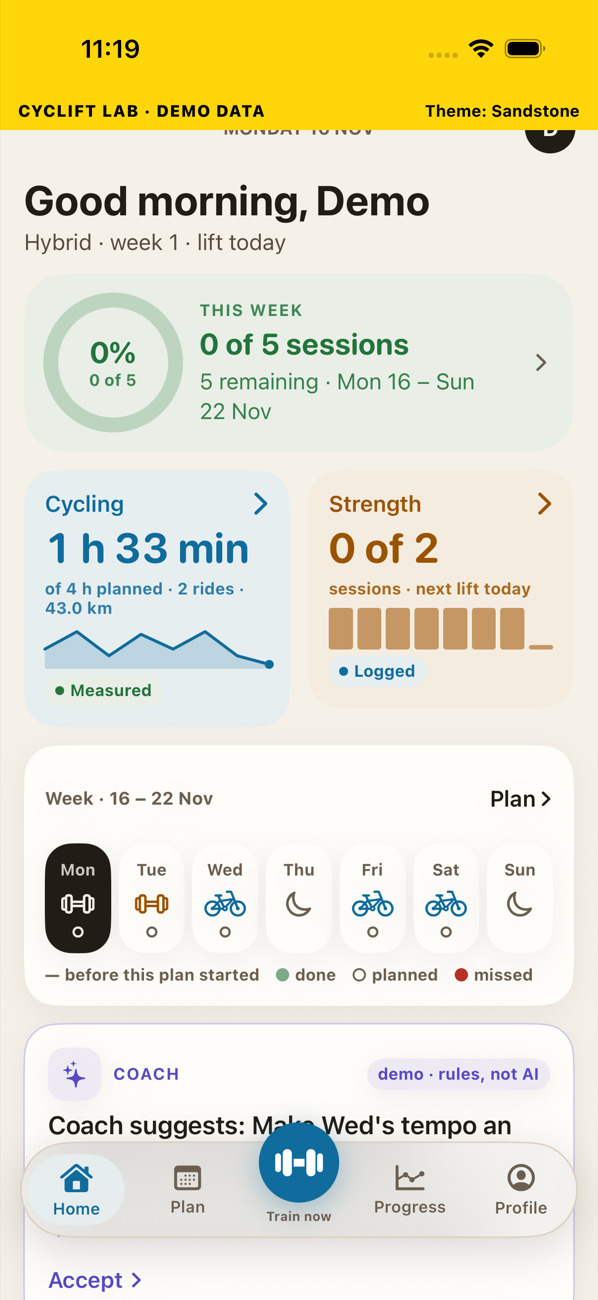 11:19
CYCLIFT LAB · DEMO DATA
Theme: Sandstone
MONDAY 16 NOV
D
Good morning, Demo
Hybrid · week 1 · lift today
THIS WEEK
0%
0 of 5
0 of 5 sessions
5 remaining · Mon 16 – Sun
22 Nov
Cycling
1 h 33 min
of 4 h planned · 2 rides ·
43.0 km
Measured
Strength
0 of 2
sessions · next lift today
Logged
Week · 16 – 22 Nov
Plan
Mon
Tue
Wed
Thu
Fri
Sat
Sun
— before this plan started
done
planned
missed
COACH
demo · rules, not AI
Coach suggests: Make Wed's tempo an
Home
Plan
Train now
Progress
Profile
Accept